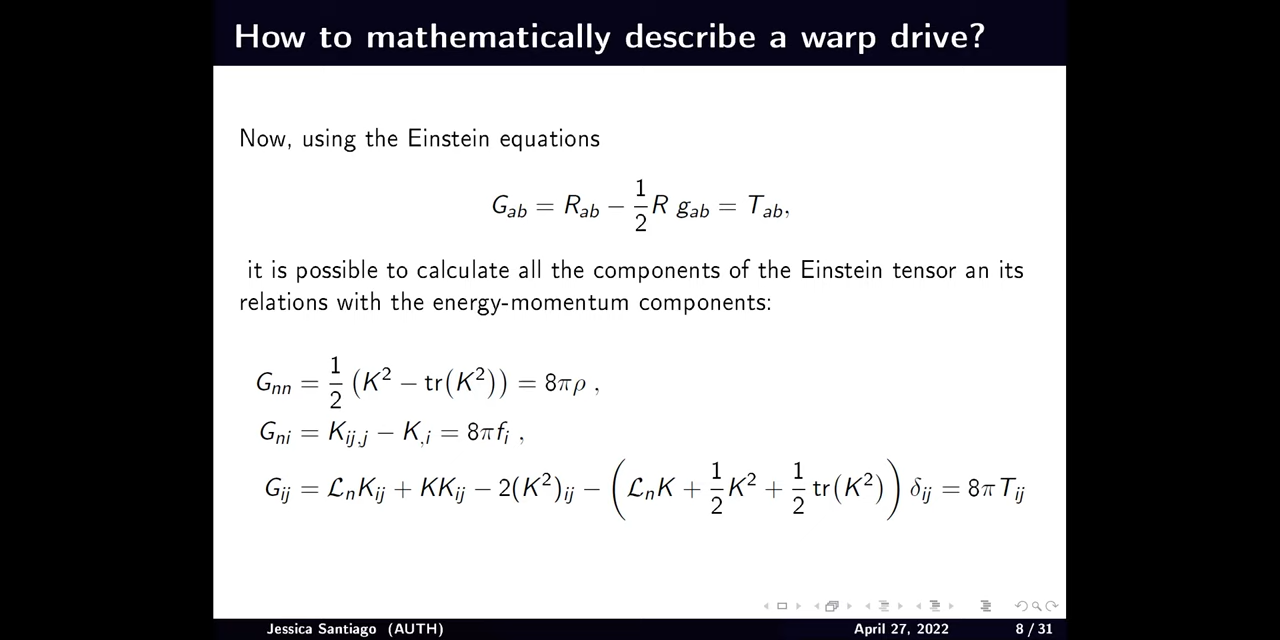 How to mathematically describe a warp drive?
Now, using the Einstein equations
G_{ab} = R_{ab} − \frac{1}{2} R g_{ab} = T_{ab},
it is possible to calculate all the components of the Einstein tensor an its
relations with the energy-momentum components:
G_{nn} = \frac{1}{2} (K^2 − tr(K^2)) = 8πρ ,
G_{ni} = K_{ij,j} − K_{,i} = 8πf_i ,
G_{ij} = \mathcal{L}_n K_{ij} + KK_{ij} − 2(K^2)_{ij} − (\mathcal{L}_n K + \frac{1}{2} K^2 + \frac{1}{2} tr(K^2)) δ_{ij} = 8πT_{ij}
Jessica Santiago (AUTH) April 27, 2022 8 / 31